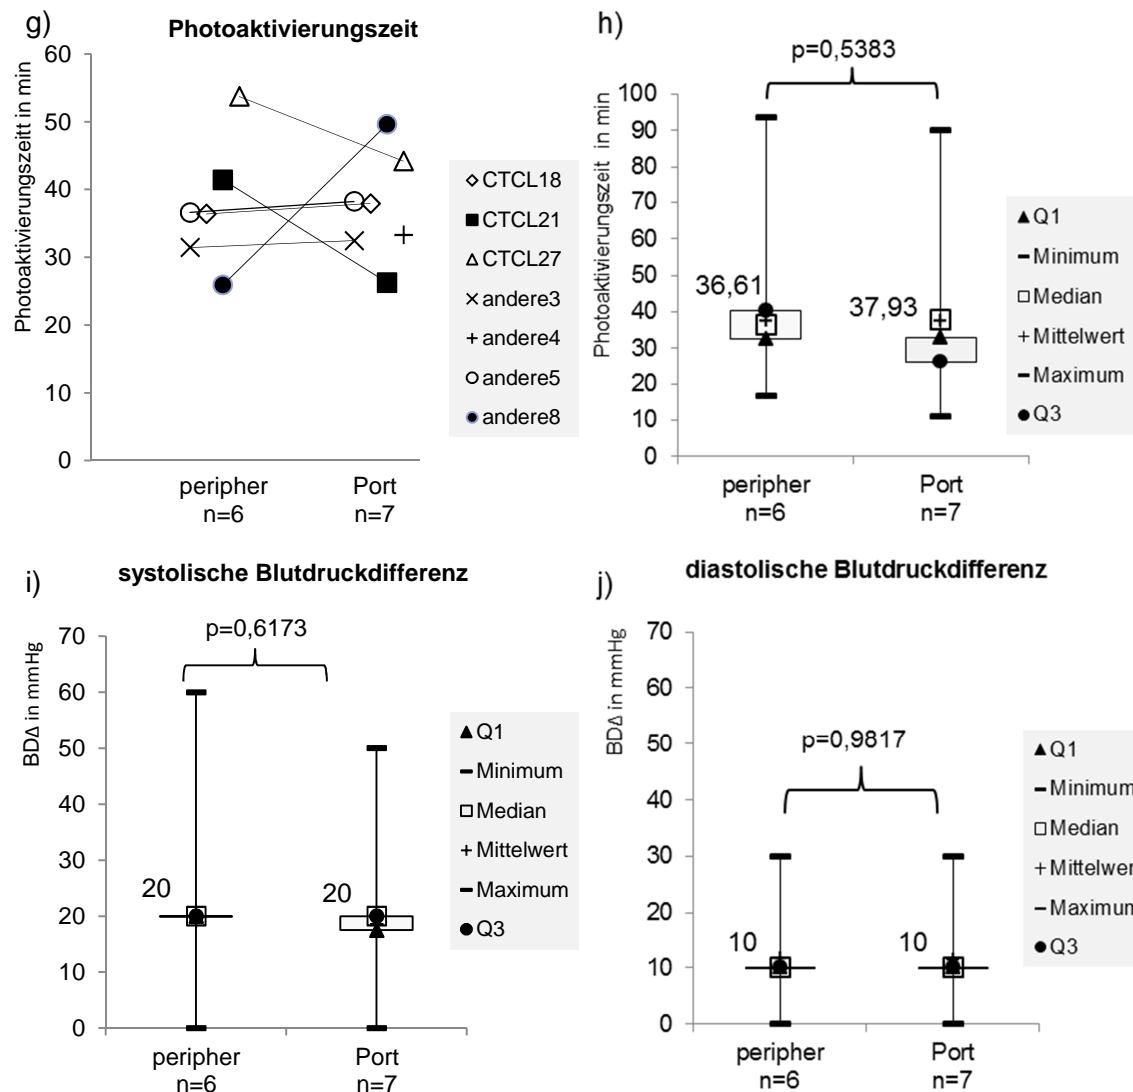 g)
Photoaktivierungszeit
Photoaktivierungszeitt in min
60
50
40
30
20
10
0
peripher
n=6
Port
n=7
CTCL18
CTCL21
CTCL27
andere3
andere4
andere5
andere8
h)
p=0,5383
Photoaktivierungszeit in min
100
90
80
70
60
50
40
30
20
10
0
36,61
37,93
peripher
n=6
Port
n=7
Q1
Minimum
Median
Mittelwert
Maximum
Q3
i)
systolische Blutdruckdifferenz
p=0,6173
BDΔ in mmHg
70
60
50
40
30
20
10
0
20
20
peripher
n=6
Port
n=7
Q1
Minimum
Median
Mittelwert
Maximum
Q3
j)
diastolische Blutdruckdifferenz
BDΔ in mmHg
70
60
50
40
30
20
10
0
p=0,9817
10
10
peripher
n=6
Port
n=7
Q1
Minimum
Median
Mittelwer
Maximum
Q3